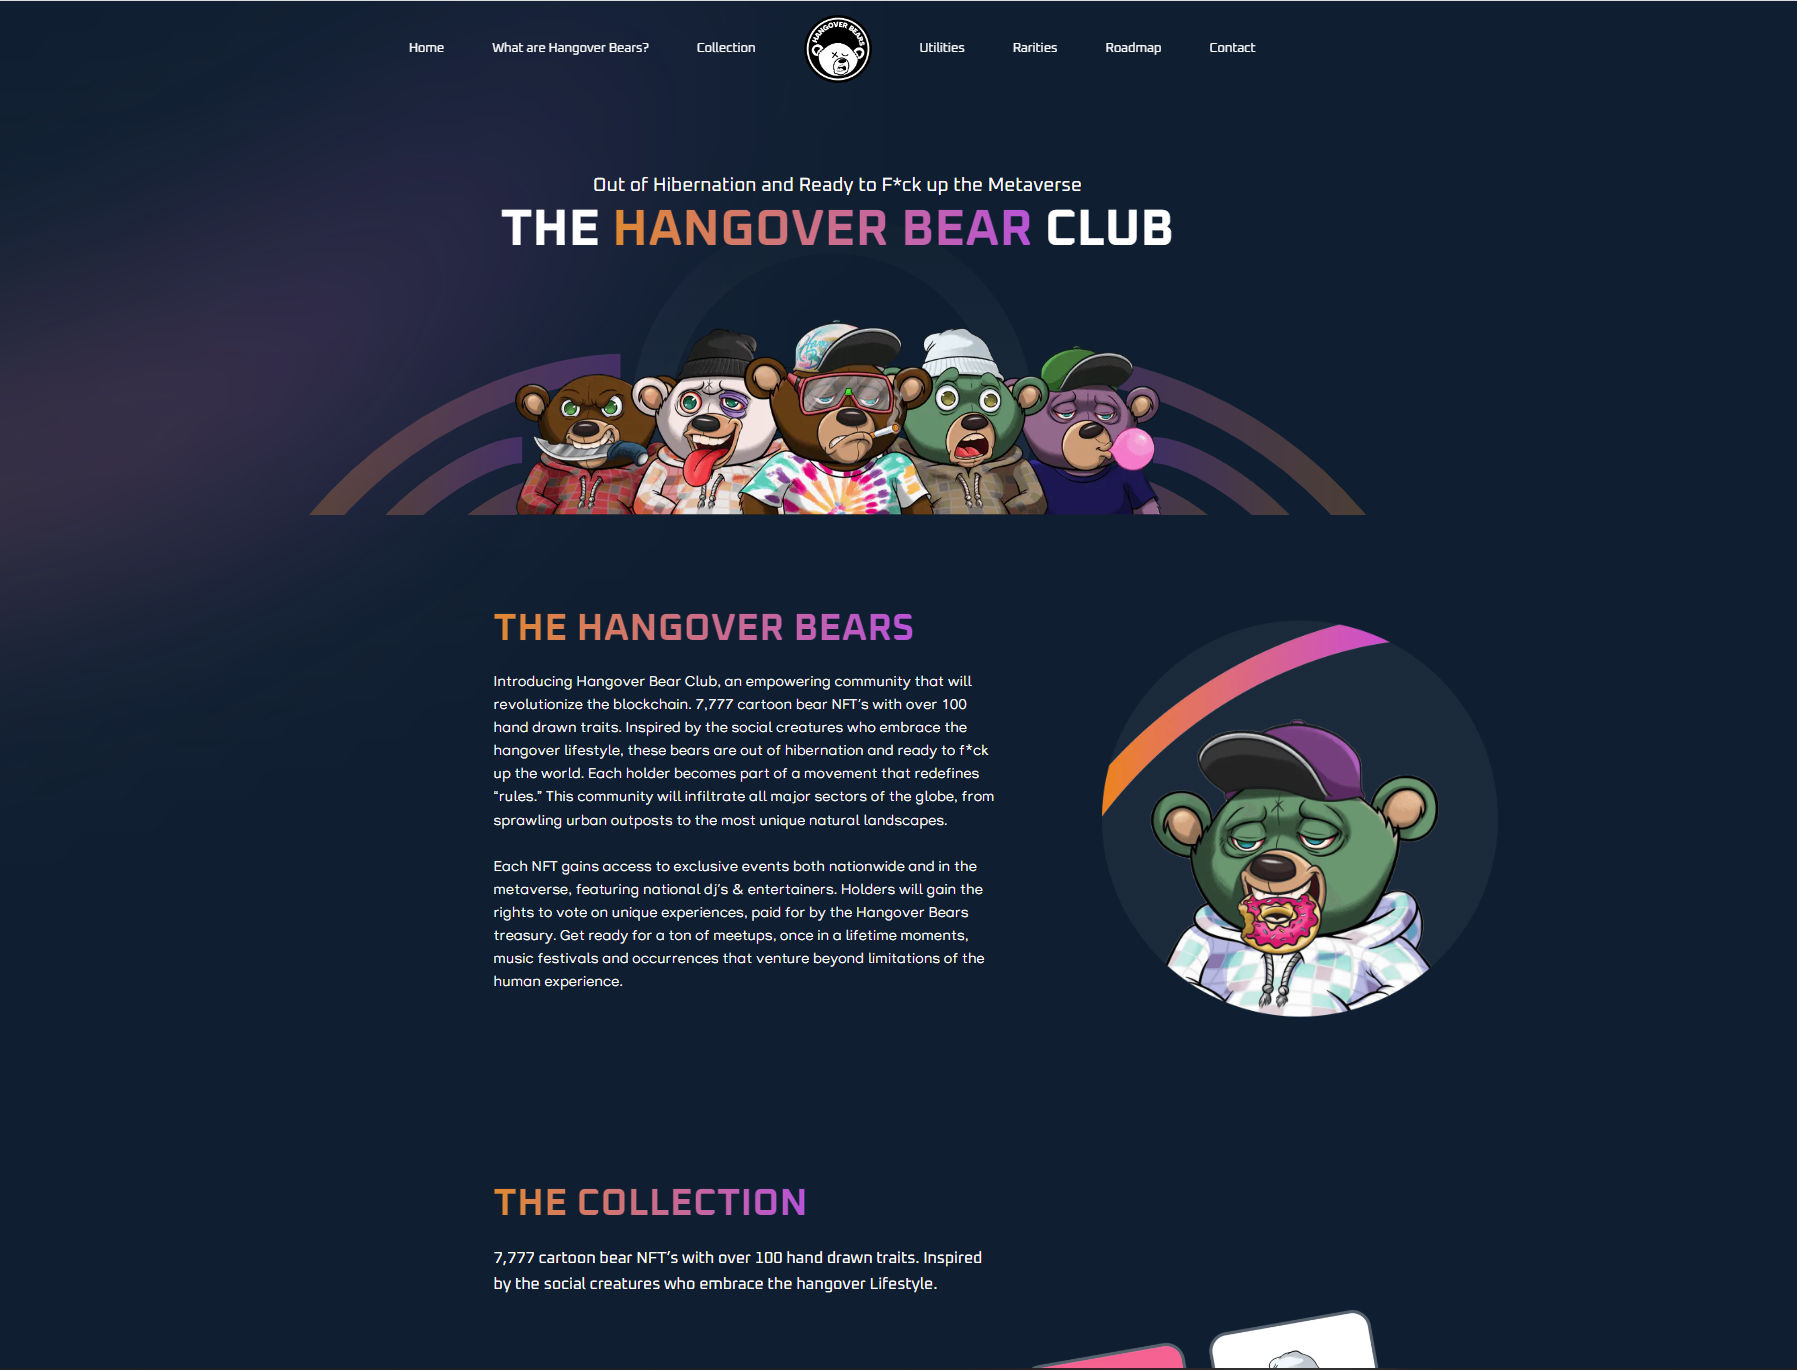 Home
What are Hangover Bears?
Collection
HANGOVER BEARS
Utilities
Rarities
Roadmap
Contact
Out of Hibernation and Ready to F*ck up the Metaverse
THE HANGOVER BEAR CLUB
THE HANGOVER BEARS
Introducing Hangover Bear Club, an empowering community that will
revolutionize the blockchain. 7,777 cartoon bear NFT's with over 100
hand drawn traits. Inspired by the social creatures who embrace the
hangover lifestyle, these bears are out of hibernation and ready to f*ck
up the world. Each holder becomes part of a movement that redefines
“rules.” This community will infiltrate all major sectors of the globe, from
sprawling urban outposts to the most unique natural landscapes.
Each NFT gains access to exclusive events both nationwide and in the
metaverse, featuring national dj's & entertainers. Holders will gain the
rights to vote on unique experiences, paid for by the Hangover Bears
treasury. Get ready for a ton of meetups, once in a lifetime moments,
music festivals and occurrences that venture beyond limitations of the
human experience.
THE COLLECTION
7,777 cartoon bear NFT's with over 100 hand drawn traits. Inspired
by the social creatures who embrace the hangover Lifestyle.